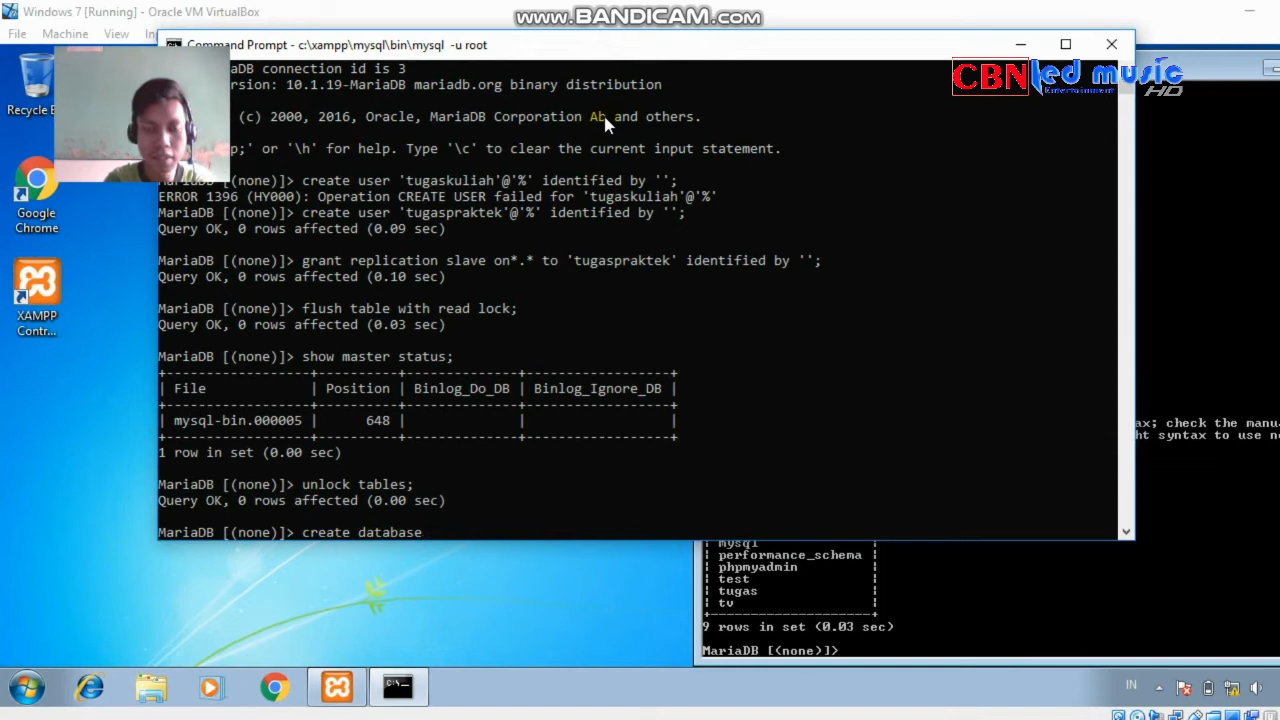 Windows 7 [Running] - Oracle VM VirtualBox
www.BANDICAM.com
File Machine View
Command Prompt - c:\xampp\mysql\bin\mysql -u root
CBN led music
Entertainment HD
Recycle
Google
Chrome
XAMPP
Contr...
connection id is 3
10.1.19-MariaDB mariadb.org binary distribution
(c) 2000, 2016, Oracle, MariaDB Corporation Ab and others.
or '\h' for help. Type '\c' to clear the current input statement.
MariaDB [(none)]> create user 'tugaskuliah'@'%' identified by '';
ERROR 1396 (HY000): Operation CREATE USER failed for 'tugaskuliah'@'%'
MariaDB [(none)]> create user 'tugaspraktek'@'%' identified by '';
Query OK, 0 rows affected (0.09 sec)
MariaDB [(none)]> grant replication slave on*.* to 'tugaspraktek' identified by '';
Query OK, 0 rows affected (0.10 sec)
MariaDB [(none)]> flush table with read lock;
Query OK, 0 rows affected (0.03 sec)
MariaDB [(none)]> show master status;
+------------------+----------+--------------+------------------+
| File | Position | Binlog_Do_DB | Binlog_Ignore_DB |
+------------------+----------+--------------+------------------+
| mysql-bin.000005 | 648 | | |
+------------------+----------+--------------+------------------+
1 row in set (0.00 sec)
MariaDB [(none)]> unlock tables;
Query OK, 0 rows affected (0.00 sec)
MariaDB [(none)]> create database
check the
syntax to use
| mysql
| performance_schema |
| phpmyadmin |
| test |
| tugas |
| tv |
+--------------------+
9 rows in set (0.03 sec)
MariaDB [(none)]>
IN